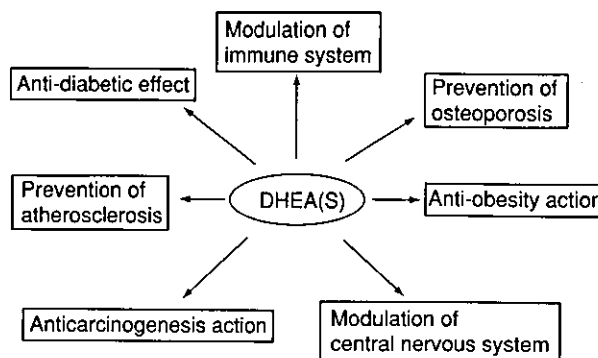 Modulation of
immune system
Anti-diabetic effect
Prevention of
osteoporosis
Prevention of
atherosclerosis
DHEA(S)
Anti-obesity action
Anticarcinogenesis action
Modulation of
central nervous system